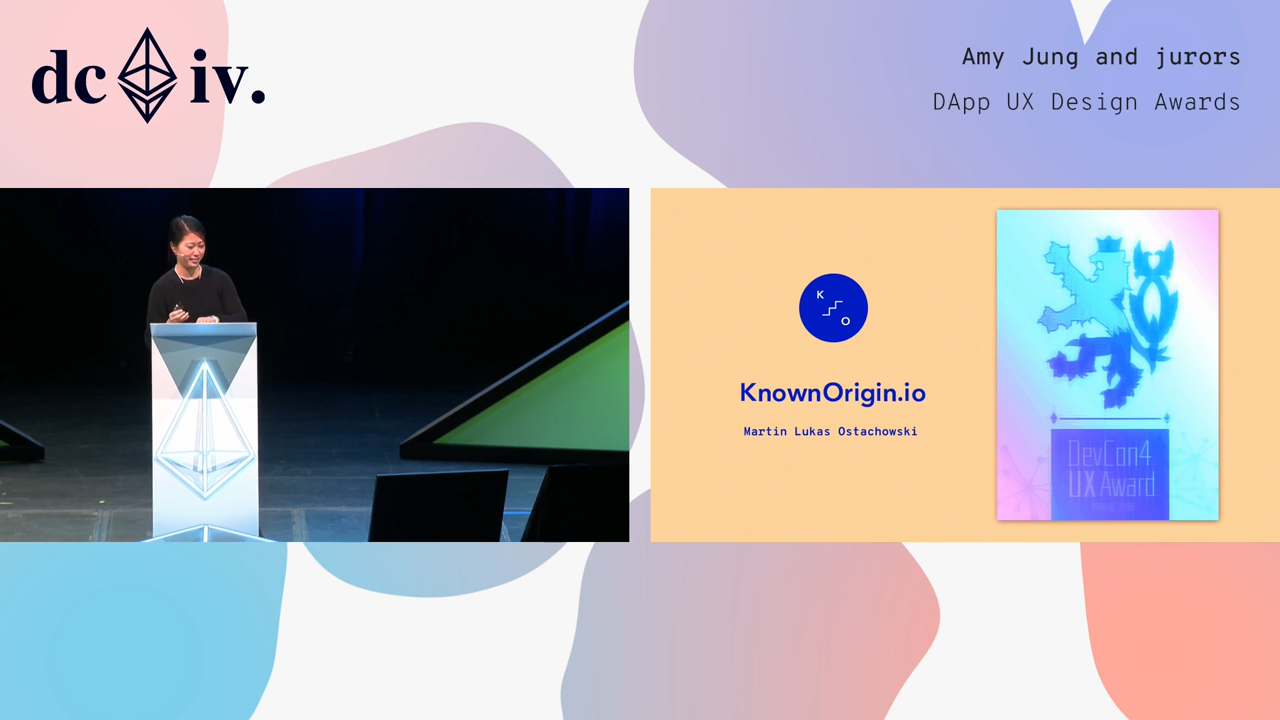 dc iv.
Amy Jung and jurors
DApp UX Design Awards
K
O
KnownOrigin.io
Martin Lukas Ostachowski
DevCon4
UX Award